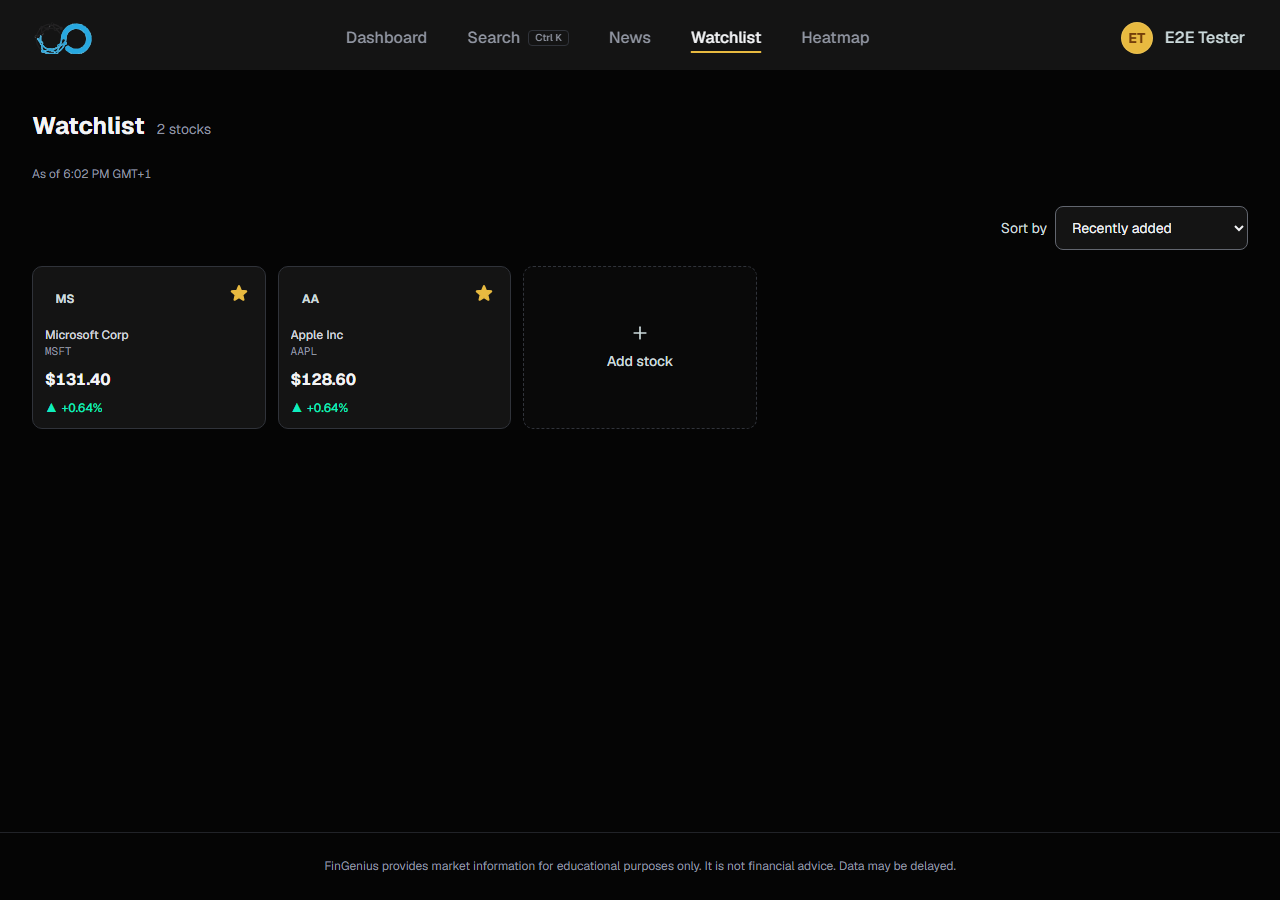 Dashboard Search Ctrl K News Watchlist Heatmap ET E2E Tester
Watchlist 2 stocks
As of 6:02 PM GMT+1
Sort by Recently added
MS
Microsoft Corp
MSFT
$131.40
▲ +0.64%
AA
Apple Inc
AAPL
$128.60
▲ +0.64%
+
Add stock
FinGenius provides market information for educational purposes only. It is not financial advice. Data may be delayed.